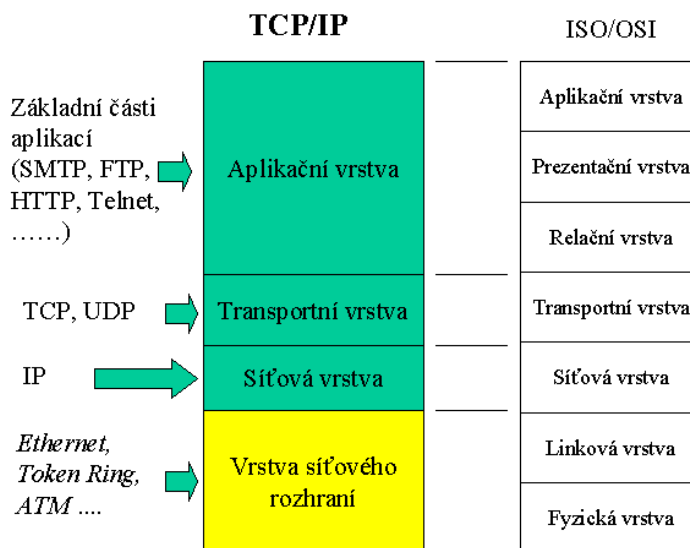 TCP/IP
ISO/OSI
Základní části
aplikací
(SMTP, FTP,
HTTP, Telnet,
……)
Aplikační vrstva
Aplikační vrstva
Prezentační vrstva
Relační vrstva
TCP, UDP
Transportní vrstva
Transportní vrstva
IP
Síťová vrstva
Síťová vrstva
Ethernet,
Token Ring,
ATM ....
Vrstva síťového
rozhraní
Linková vrstva
Fyzická vrstva